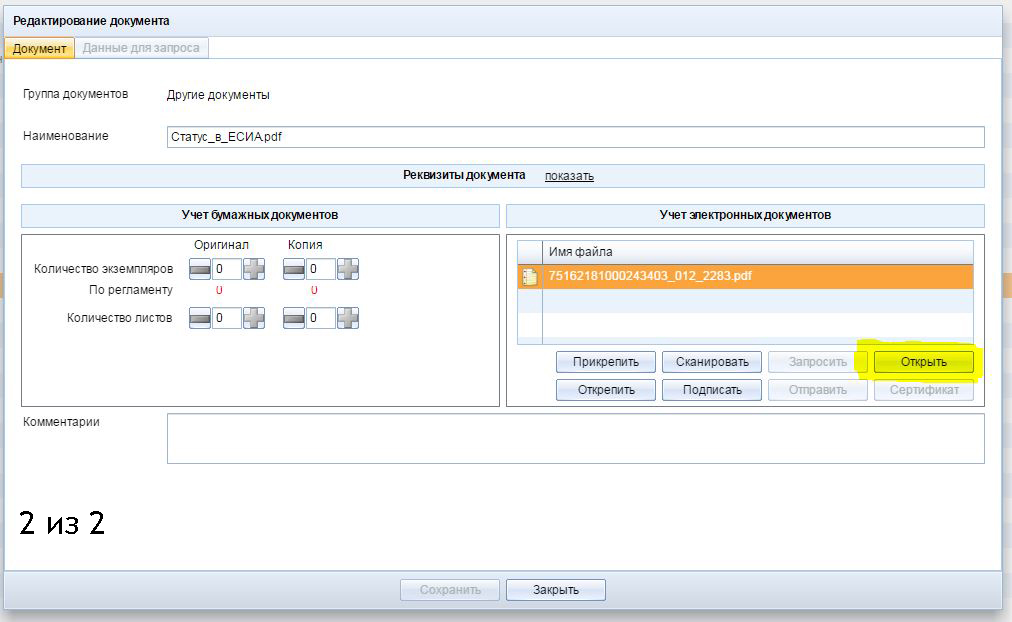 Редактирование документа
Документ Данные для запроса
Группа документов Другие документы
Наименование Статус_в_ЕСИА.pdf
Реквизиты документа показать
Учет бумажных документов
Оригинал Копия
Количество экземпляров 0 0
По регламенту 0 0
Количество листов 0 0
Учет электронных документов
Имя файла
75162181000243403_012_2283.pdf
Прикрепить Сканировать Запросить Открыть
Открепить Подписать Отправить Сертификат
Комментарии
2 из 2
Сохранить Закрыть